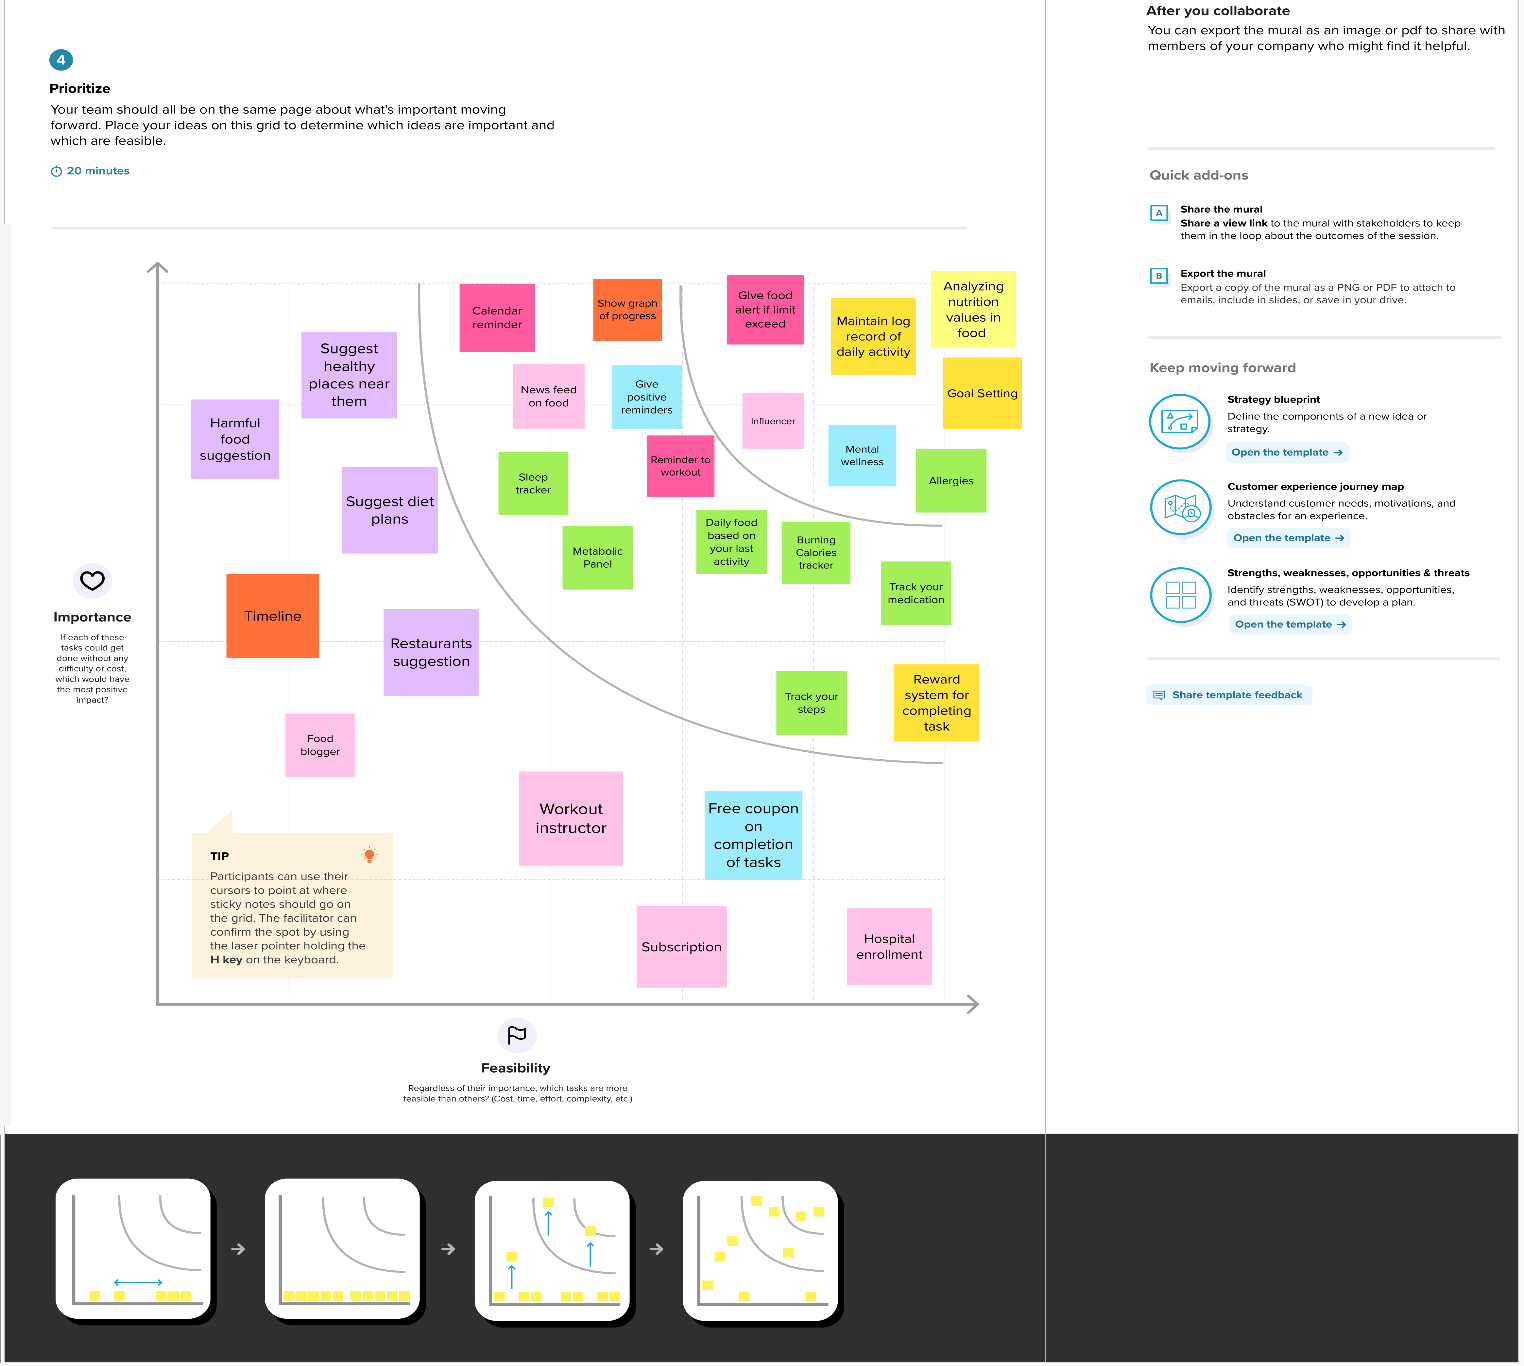 4
Prioritize
Your team should all be on the same page about what's important moving
forward. Place your ideas on this grid to determine which ideas are important and
which are feasible.
20 minutes
Calendar
reminder
Show graph
of progress
GIve food
alert if limit
exceed
Maintain log
record of
daily activity
Analyzing
nutrition
values in
food
Suggest
healthy
places near
them
News feed
on food
Give
positive
reminders
Influencer
Goal Setting
Harmful
food
suggestion
Reminder to
workout
Mental
wellness
Sleep
tracker
Allergies
Suggest diet
plans
Metabolic
Panel
Daily food
based on
your last
activity
Burning
Calories
tracker
Track your
medication
Timeline
Restaurants
suggestion
Track your
steps
Reward
system for
completing
task
Food
blogger
Workout
instructor
Free coupon
on
completion
of tasks
Subscription
Hospital
enrollment
Importance
If each of these
tasks could get
done without any
difficulty or cost,
which would have
the most positive
impact?
TIP
Participants can use their
cursors to point at where
sticky notes should go on
the grid. The facilitator can
confirm the spot by using
the laser pointer holding the
H key on the keyboard.
Feasibility
Regardless of their importance, which tasks are more
feasible than others? (Cost, time, effort, complexity, etc.)
After you collaborate
You can export the mural as an image or pdf to share with
members of your company who might find it helpful.
Quick add-ons
A
Share the mural
Share a view link to the mural with stakeholders to keep
them in the loop about the outcomes of the session.
B
Export the mural
Export a copy of the mural as a PNG or PDF to attach to
emails, include in slides, or save in your drive.
Keep moving forward
Strategy blueprint
Define the components of a new idea or
strategy.
Open the template →
Customer experience journey map
Understand customer needs, motivations, and
obstacles for an experience.
Open the template →
Strengths, weaknesses, opportunities & threats
Identify strengths, weaknesses, opportunities,
and threats (SWOT) to develop a plan.
Open the template →
Share template feedback